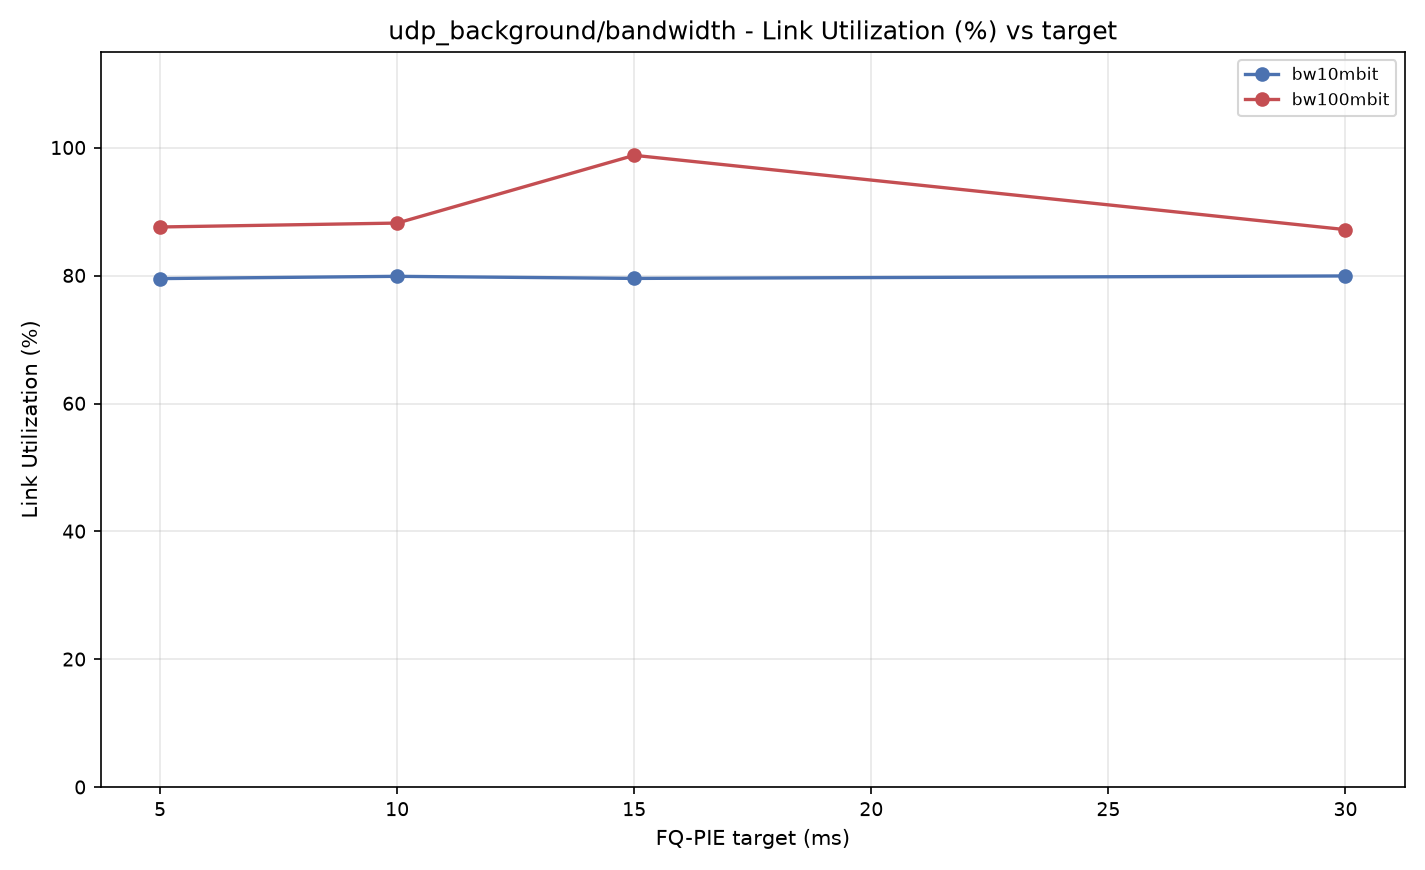 udp_background/bandwidth - Link Utilization (%) vs target
bw10mbit
bw100mbit
Link Utilization (%)
100
80
60
40
20
0
5 10 15 20 25 30
FQ-PIE target (ms)